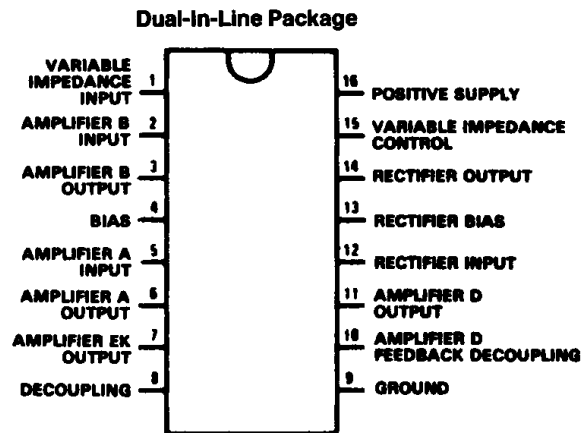 Dual-In-Line Package
VARIABLE
IMPEDANCE
INPUT
1
AMPLIFIER B
INPUT
2
AMPLIFIER B
OUTPUT
3
BIAS
4
AMPLIFIER A
INPUT
5
AMPLIFIER A
OUTPUT
6
AMPLIFIER EK
OUTPUT
7
DECOUPLING
8
16
POSITIVE SUPPLY
15
VARIABLE IMPEDANCE
CONTROL
14
RECTIFIER OUTPUT
13
RECTIFIER BIAS
12
RECTIFIER INPUT
11
AMPLIFIER D
OUTPUT
10
AMPLIFIER D
FEEDBACK DECOUPLING
9
GROUND